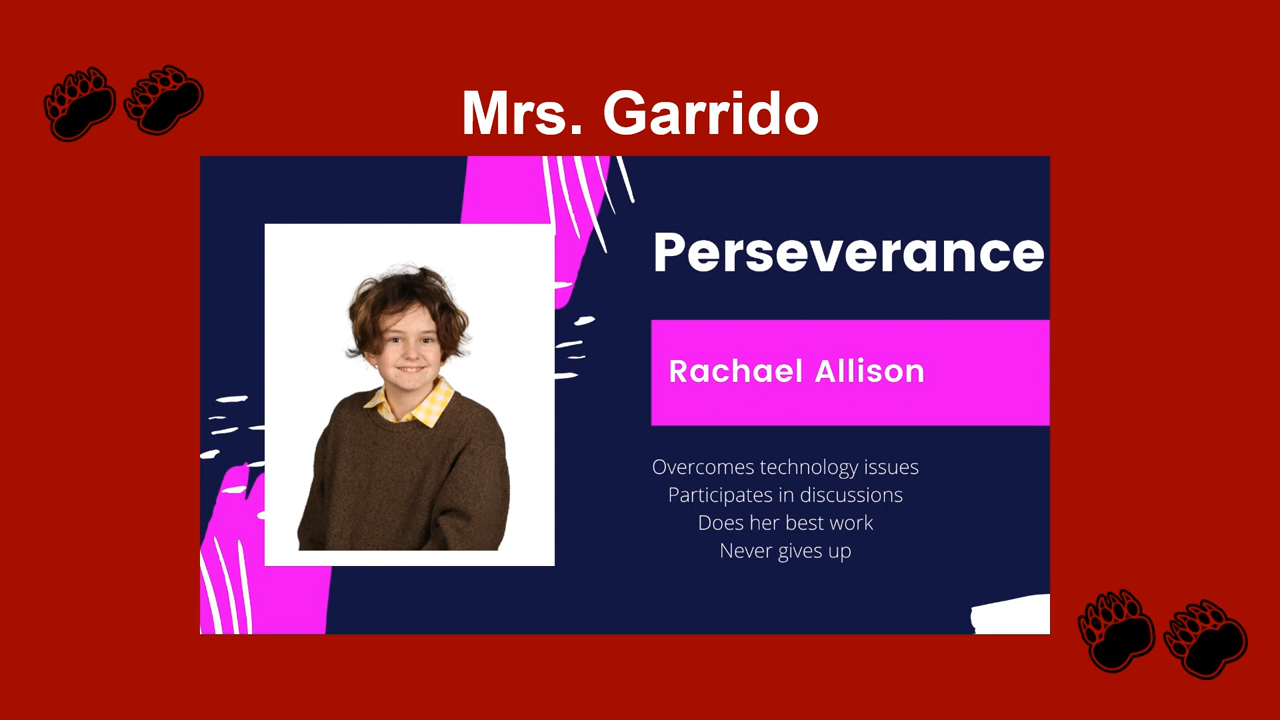 Mrs. Garrido
Perseverance
Rachael Allison
Overcomes technology issues
Participates in discussions
Does her best work
Never gives up